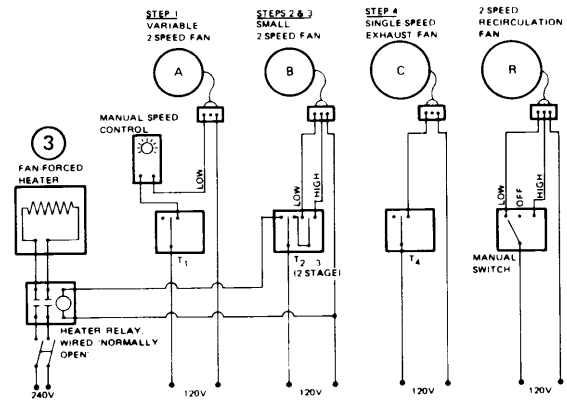 STEP 1
VARIABLE
2 SPEED FAN
STEPS 2 & 3
SMALL
2 SPEED FAN
STEP 4
SINGLE-SPEED
EXHAUST FAN
2 SPEED
RECIRCULATION
FAN
A
B
C
R
MANUAL SPEED
CONTROL
3
FAN-FORCED
HEATER
LOW
LOW
HIGH
LOW
OFF
HIGH
T1
T2 3
(2 STAGE)
T4
MANUAL
SWITCH
HEATER RELAY,
WIRED 'NORMALLY
OPEN'
240V
120V
120V
120V
120V